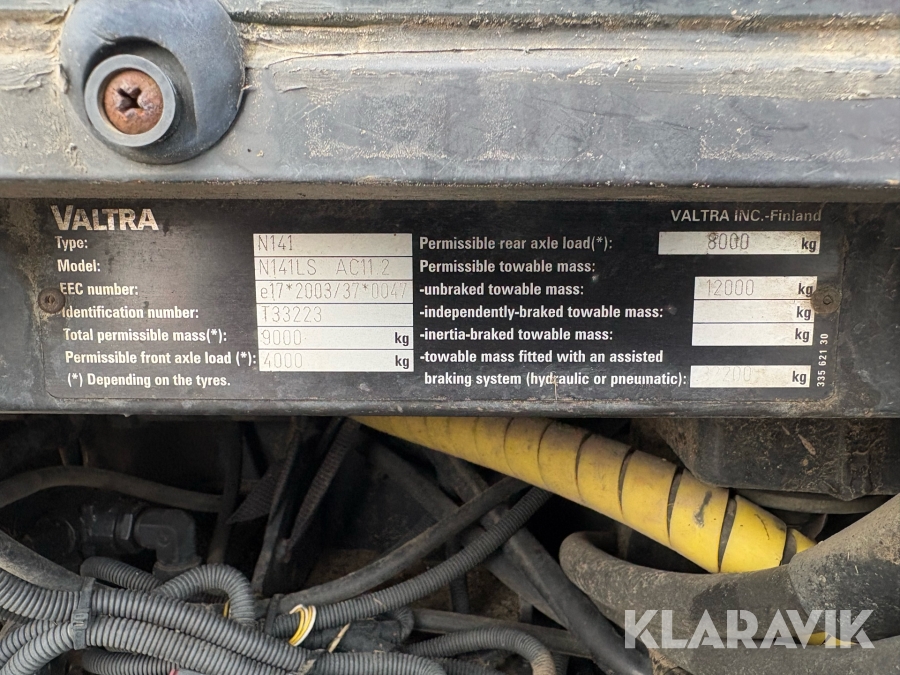 VALTRA
VALTRA INC.-Finland
Type: N141
Model: N141LS AC11.2
EEC number: e17*2003/37*0047
Identification number: T33223
Total permissible mass(*): 9000 kg
Permissible front axle load (*): 4000 kg
(*) Depending on the tyres.
Permissible rear axle load(*): 8000 kg
Permissible towable mass:
-unbraked towable mass: 12000 kg
-independently-braked towable mass: kg
-inertia-braked towable mass: kg
-towable mass fitted with an assisted
braking system (hydraulic or pneumatic): kg
335 621 30
KLARAVIK